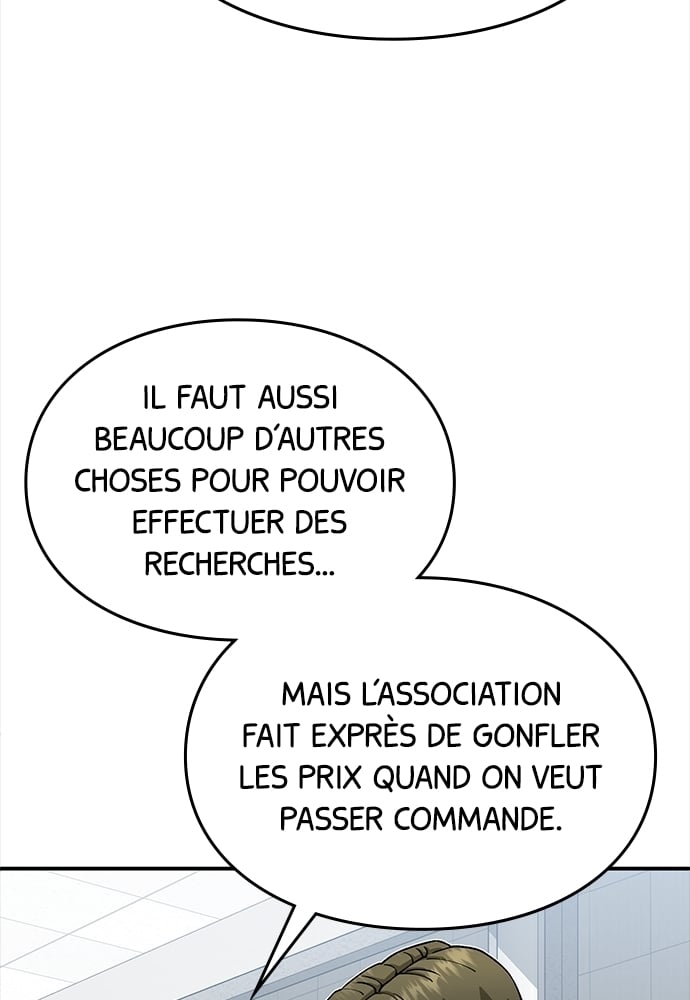 IL FAUT AUSSI
BEAUCOUP D'AUTRES
CHOSES POUR POUVOIR
EFFECTUER DES
RECHERCHES...
MAIS L'ASSOCIATION
FAIT EXPRÈS DE GONFLER
LES PRIX QUAND ON VEUT
PASSER COMMANDE.